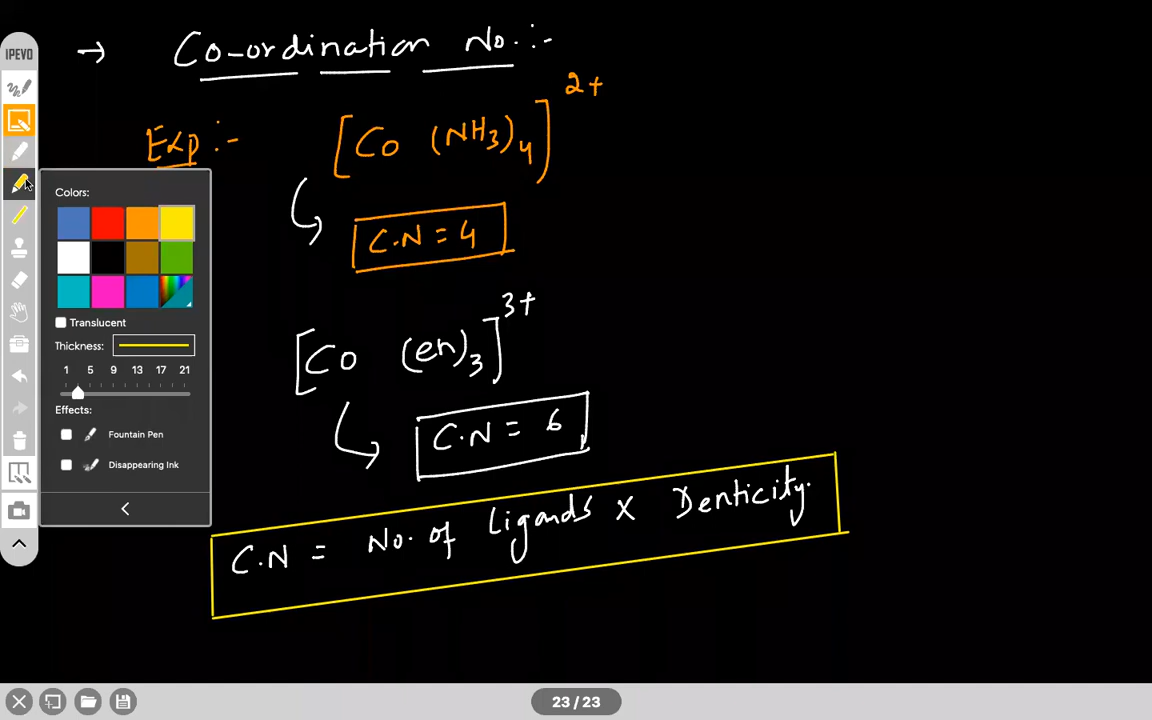 IPEVO
→ Co-ordination No. :-
Exp :- [Co (NH3)4]2+
C.N = 4
[Co (en)3]3+
C.N = 6
C.N = No. of Ligands x Denticity.
Colors:
Translucent
Thickness:
1 5 9 13 17 21
Effects:
Fountain Pen
Disappearing Ink
23 / 23